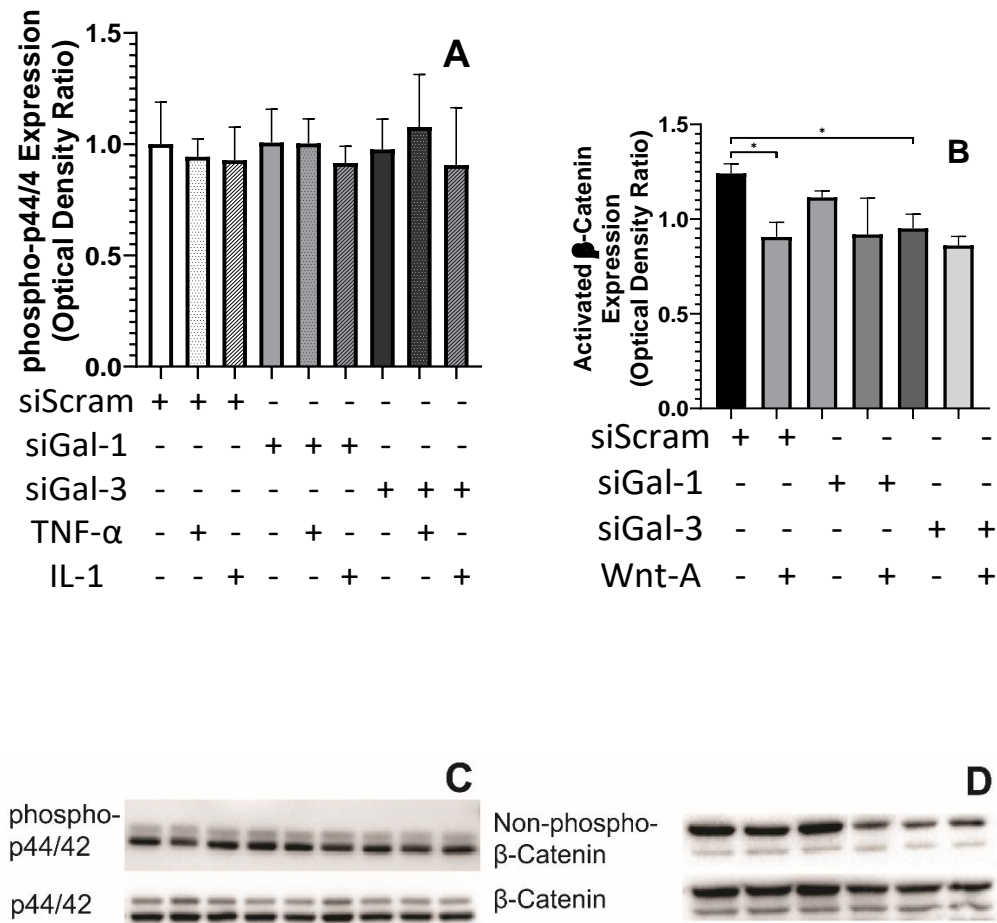 A
phospho-p44/4 Expression
(Optical Density Ratio)
1.5
1.0
0.5
0.0
siScram + + + - - - - - -
siGal-1 - - - + + + - - -
siGal-3 - - - - - - + + +
TNF-α - + - - + - - + -
IL-1 - - + - - + - - +
B
Activated β-Catenin
Expression
(Optical Density Ratio)
1.5
1.0
0.5
0.0
*
*
siScram + + - - - -
siGal-1 - - + + - -
siGal-3 - - - - + +
Wnt-A - + - + - +
C
phospho-
p44/42
p44/42
D
Non-phospho-
β-Catenin
β-Catenin